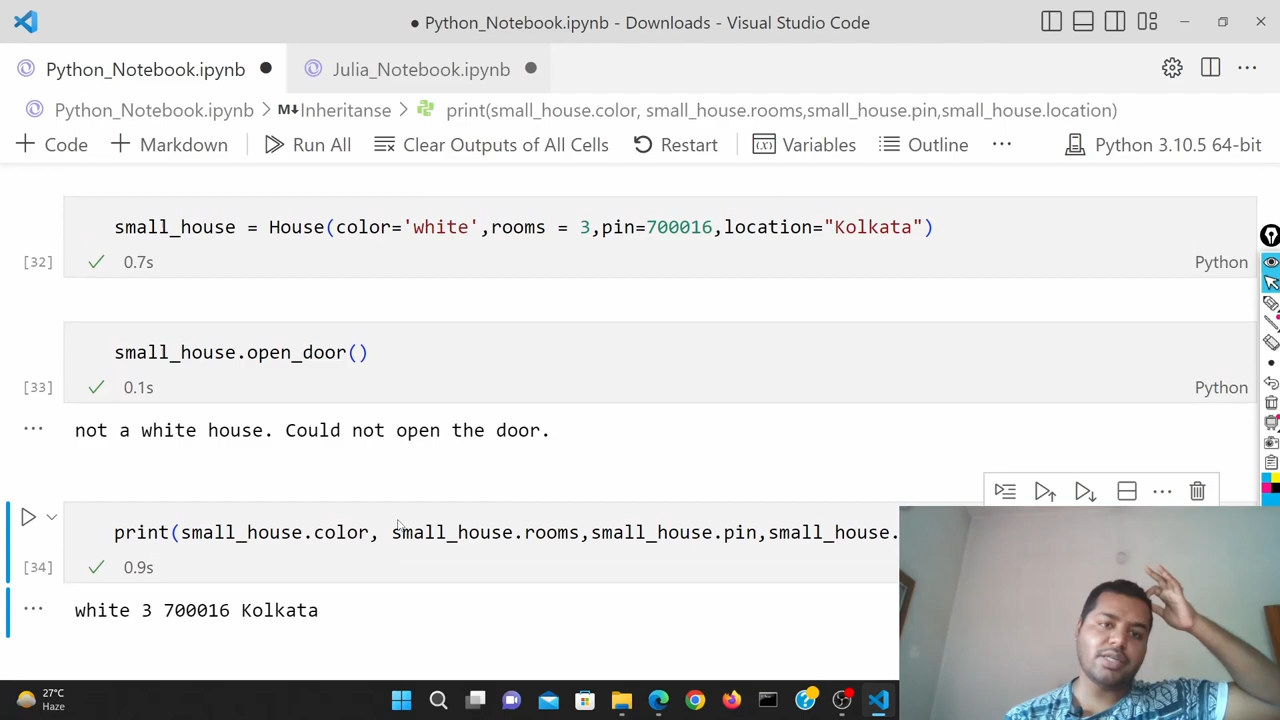 ● Python_Notebook.ipynb - Downloads - Visual Studio Code
Python_Notebook.ipynb ●
Julia_Notebook.ipynb ●
Python_Notebook.ipynb > M↓Inheritanse > print(small_house.color, small_house.rooms,small_house.pin,small_house.location)
+ Code + Markdown Run All Clear Outputs of All Cells Restart Variables Outline ... Python 3.10.5 64-bit
small_house = House(color='white',rooms = 3,pin=700016,location="Kolkata")
[32] ✓ 0.7s Python
small_house.open_door()
[33] ✓ 0.1s Python
... not a white house. Could not open the door.
print(small_house.color, small_house.rooms,small_house.pin,small_house.
[34] ✓ 0.9s
... white 3 700016 Kolkata
27°C
Haze